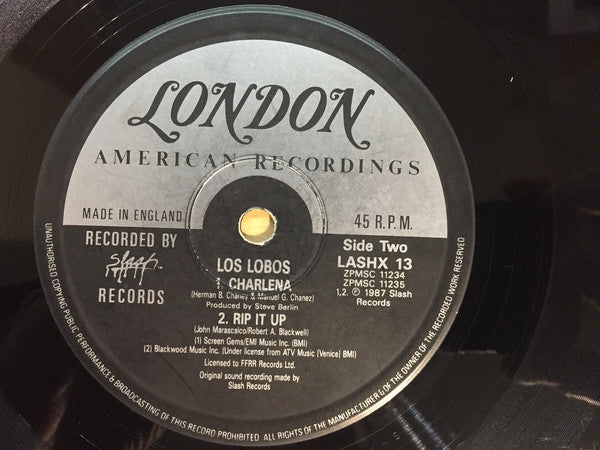 LONDON
AMERICAN RECORDINGS
MADE IN ENGLAND
45 R.P.M.
RECORDED BY
Slash
RECORDS
Side Two
LASHX 13
ZPMSC 11234
ZPMSC 11235
1,2. ℗ 1987 Slash
Records
LOS LOBOS
1. CHARLENA
(Herman B. Chaney & Manuel G. Chanez)
Produced by Steve Berlin
2. RIP IT UP
(John Marascalco/Robert A. Blackwell)
(1) Screen Gems/EMI Music Inc. (BMI)
(2) Blackwood Music Inc. (Under license from ATV Music (Venice) BMI)
Licensed to FFRR Records Ltd.
Original sound recording made by
Slash Records
UNAUTHORISED COPYING PUBLIC PERFORMANCE & BROADCASTING OF THIS RECORD PROHIBITED ALL RIGHTS OF THE MANUFACTURER & OF THE OWNER OF THE RECORDED WORK RESERVED